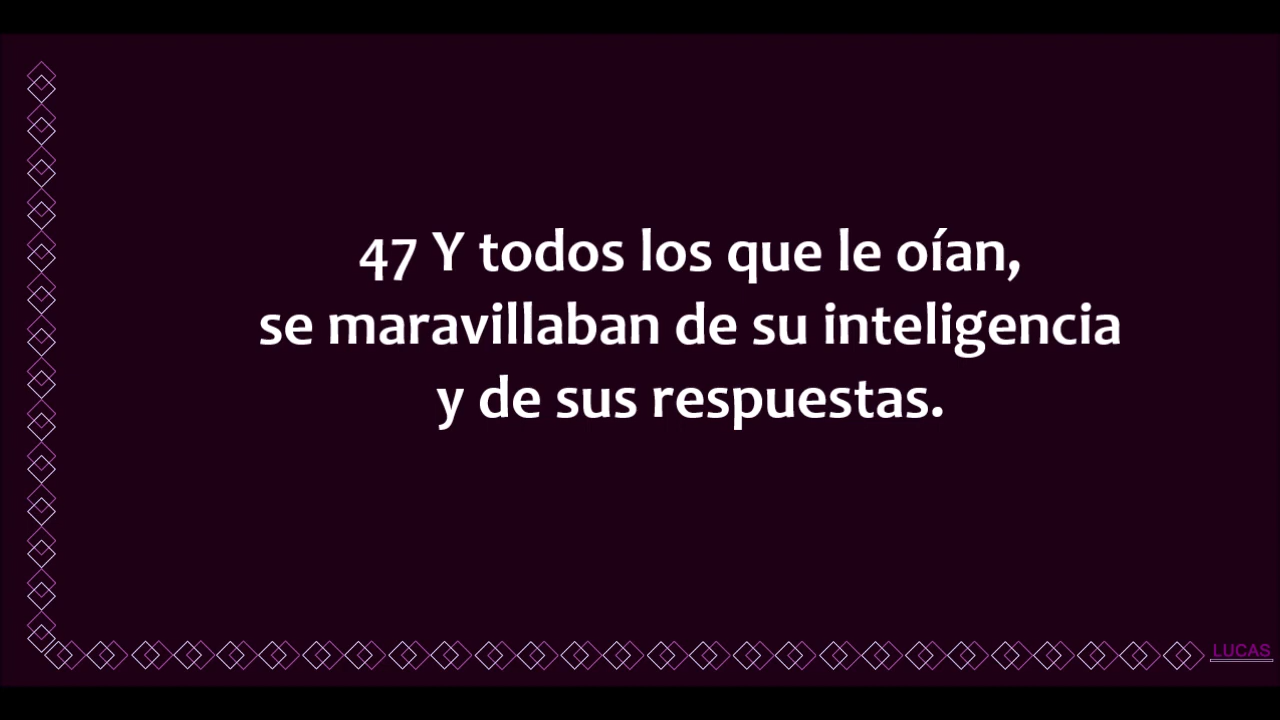 47 Y todos los que le oían,
se maravillaban de su inteligencia
y de sus respuestas.
LUCAS